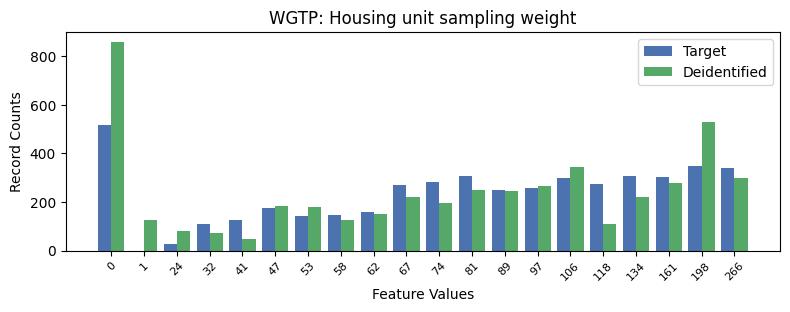 WGTP: Housing unit sampling weight
Target
Deidentified
Record Counts
800
600
400
200
0
0 1 24 32 41 47 53 58 62 67 74 81 89 97 106 118 134 161 198 266
Feature Values